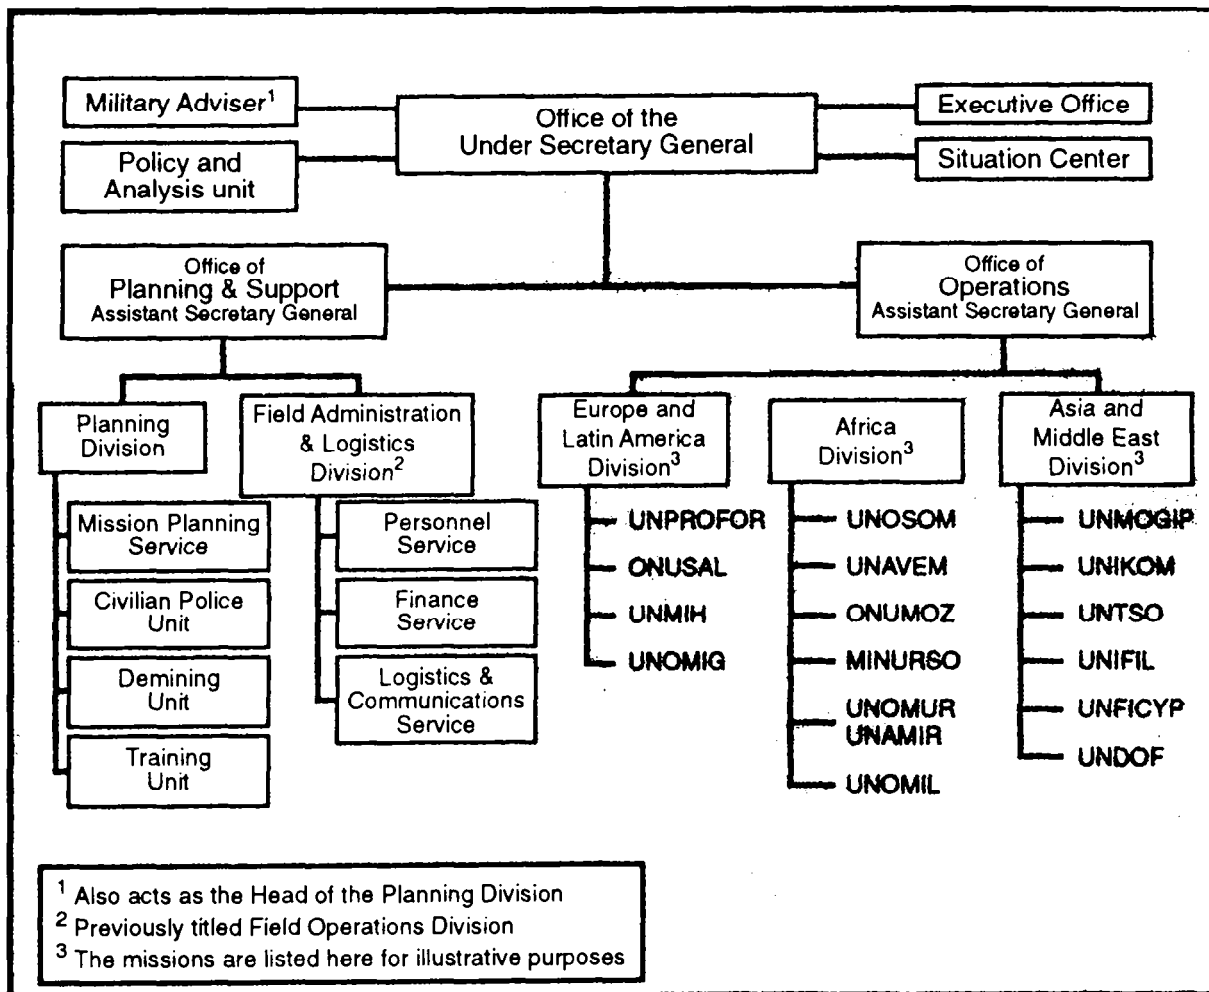 Military Adviser¹
Office of the
Under Secretary General
Executive Office
Policy and
Analysis unit
Situation Center
Office of
Planning & Support
Assistant Secretary General
Office of
Operations
Assistant Secretary General
Planning
Division
Field Administration
& Logistics
Division²
Europe and
Latin America
Division³
Africa
Division³
Asia and
Middle East
Division³
Mission Planning
Service
Civilian Police
Unit
Demining
Unit
Training
Unit
Personnel
Service
Finance
Service
Logistics &
Communications
Service
UNPROFOR
ONUSAL
UNMIH
UNOMIG
UNOSOM
UNAVEM
ONUMOZ
MINURSO
UNOMUR
UNAMIR
UNOMIL
UNMOGIP
UNIKOM
UNTSO
UNIFIL
UNFICYP
UNDOF
¹ Also acts as the Head of the Planning Division
² Previously titled Field Operations Division
³ The missions are listed here for illustrative purposes